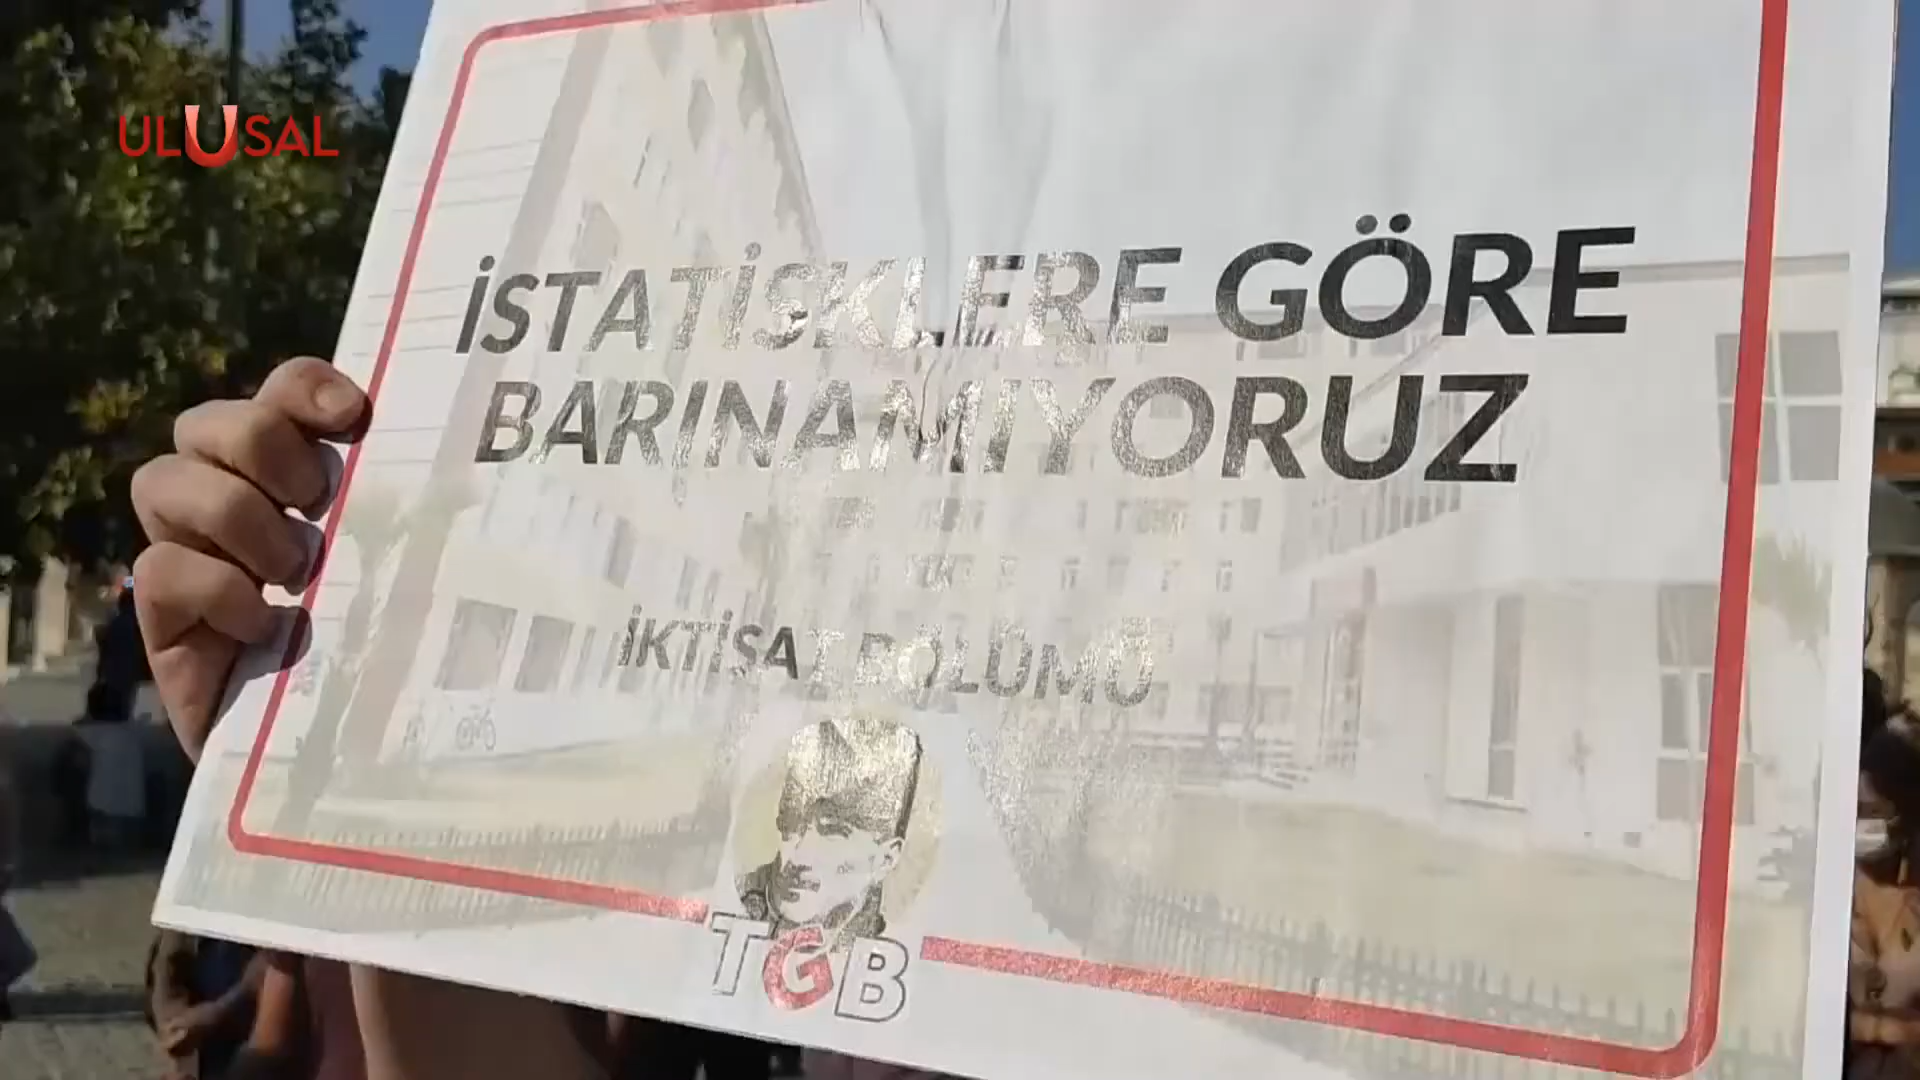 ULUSAL
İSTATİSKLERE GÖRE
BARINAMIYORUZ
İKTİSAT BÖLÜMÜ
TGB